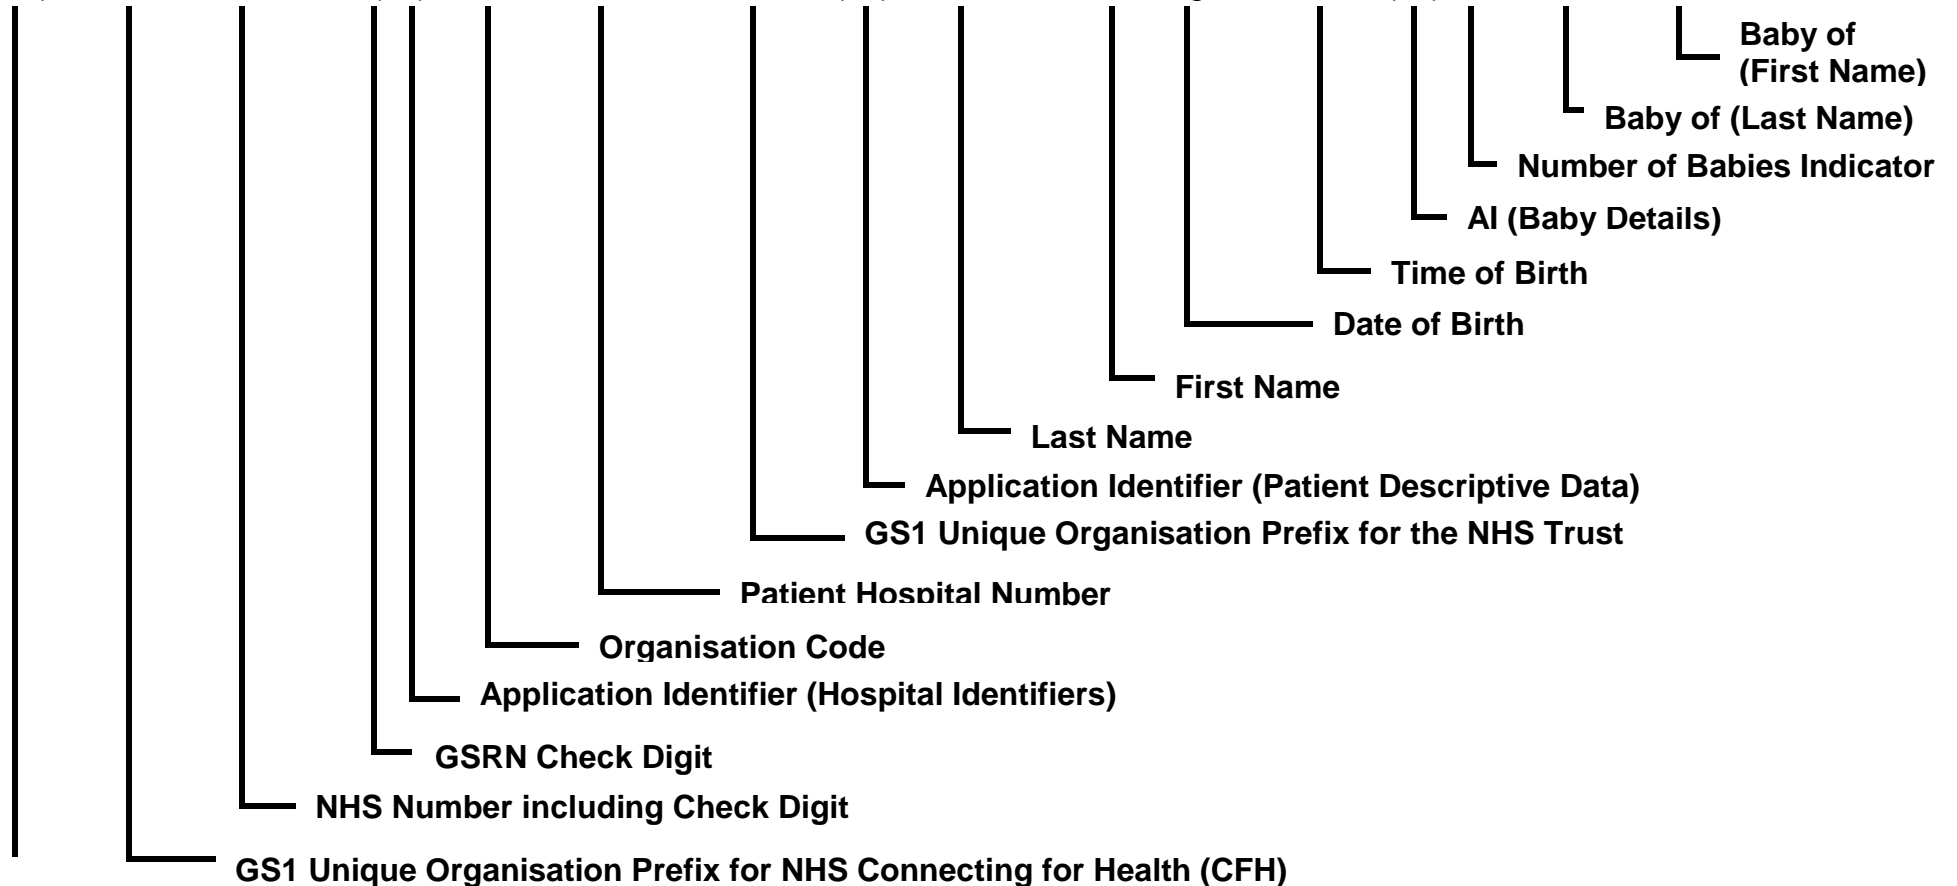 Baby of
(First Name)
Baby of (Last Name)
Number of Babies Indicator
AI (Baby Details)
Time of Birth
Date of Birth
First Name
Last Name
Application Identifier (Patient Descriptive Data)
GS1 Unique Organisation Prefix for the NHS Trust
Patient Hospital Number
Organisation Code
Application Identifier (Hospital Identifiers)
GSRN Check Digit
NHS Number including Check Digit
GS1 Unique Organisation Prefix for NHS Connecting for Health (CFH)